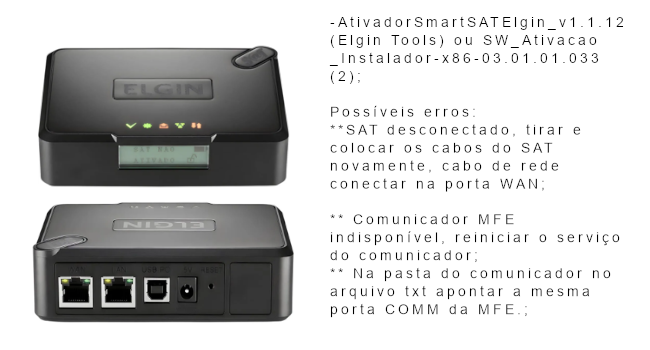 -AtivadorSmartSATElgin_v1.1.12
(Elgin Tools) ou SW_Ativacao
_Instalador-x86-03.01.01.033
(2);
Possíveis erros:
**SAT desconectado, tirar e
colocar os cabos do SAT
novamente, cabo de rede
conectar na porta WAN;
** Comunicador MFE
indisponível, reiniciar o serviço
do comunicador;
** Na pasta do comunicador no
arquivo txt apontar a mesma
porta COMM da MFE.;
ELGIN
ELGIN